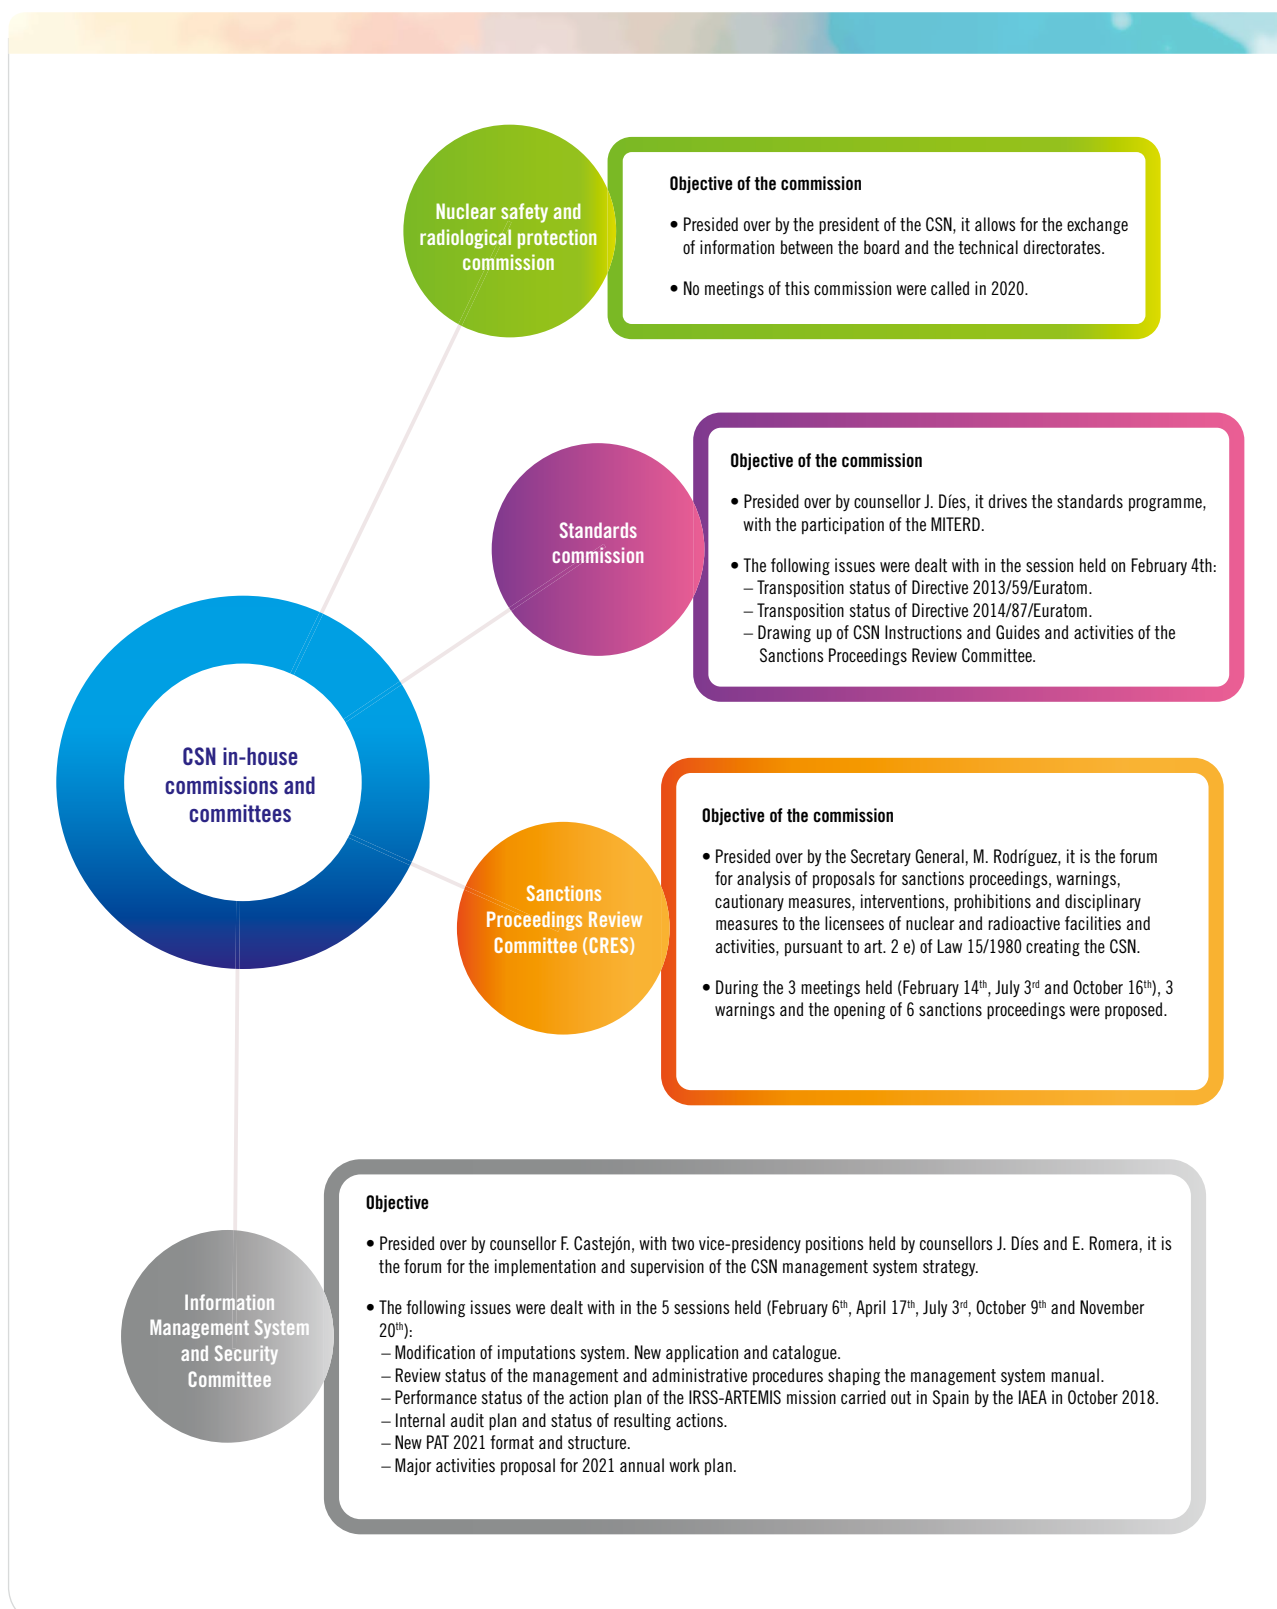 Nuclear safety and
radiological protection
commission
Objective of the commission
• Presided over by the president of the CSN, it allows for the exchange
of information between the board and the technical directorates.
• No meetings of this commission were called in 2020.
Standards
commission
Objective of the commission
• Presided over by counsellor J. Díes, it drives the standards programme,
with the participation of the MITERD.
• The following issues were dealt with in the session held on February 4th:
– Transposition status of Directive 2013/59/Euratom.
– Transposition status of Directive 2014/87/Euratom.
– Drawing up of CSN Instructions and Guides and activities of the
Sanctions Proceedings Review Committee.
CSN in-house
commissions and
committees
Sanctions
Proceedings Review
Committee (CRES)
Objective of the commission
• Presided over by the Secretary General, M. Rodríguez, it is the forum
for analysis of proposals for sanctions proceedings, warnings,
cautionary measures, interventions, prohibitions and disciplinary
measures to the licensees of nuclear and radioactive facilities and
activities, pursuant to art. 2 e) of Law 15/1980 creating the CSN.
• During the 3 meetings held (February 14th, July 3rd and October 16th), 3
warnings and the opening of 6 sanctions proceedings were proposed.
Information
Management System
and Security
Committee
Objective
• Presided over by counsellor F. Castejón, with two vice-presidency positions held by counsellors J. Díes and E. Romera, it is
the forum for the implementation and supervision of the CSN management system strategy.
• The following issues were dealt with in the 5 sessions held (February 6th, April 17th, July 3rd, October 9th and November
20th):
– Modification of imputations system. New application and catalogue.
– Review status of the management and administrative procedures shaping the management system manual.
– Performance status of the action plan of the IRSS-ARTEMIS mission carried out in Spain by the IAEA in October 2018.
– Internal audit plan and status of resulting actions.
– New PAT 2021 format and structure.
– Major activities proposal for 2021 annual work plan.